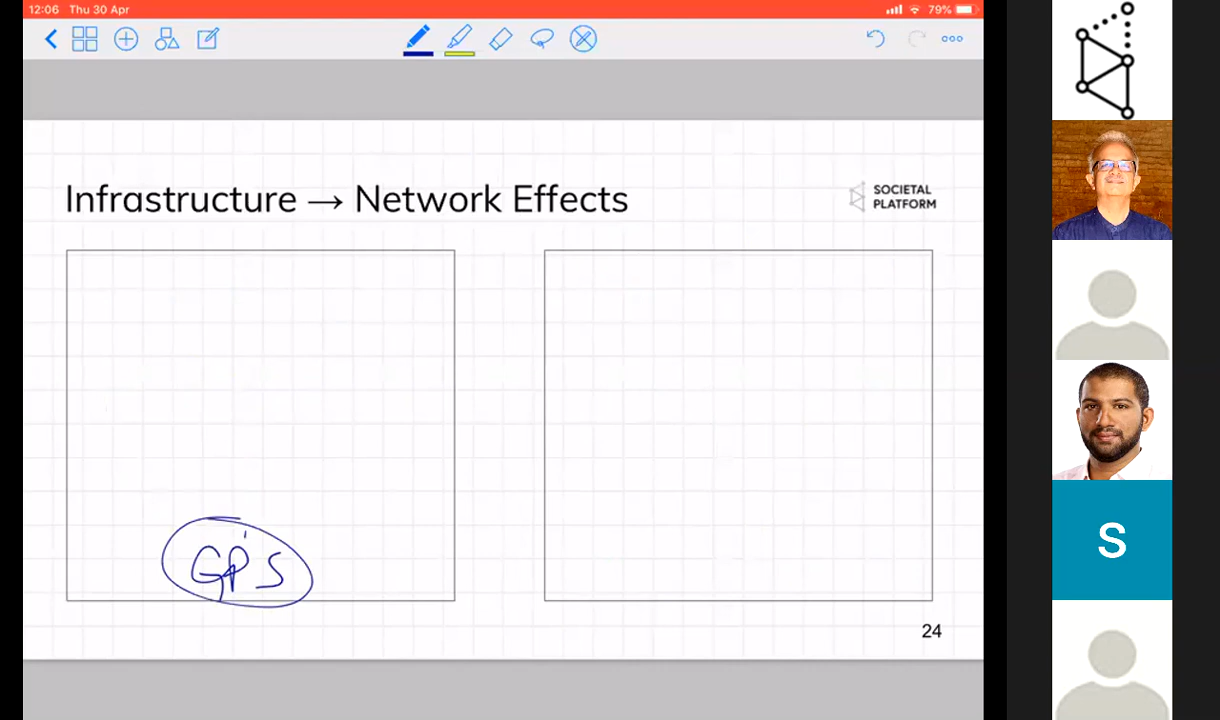 12:06 Thu 30 Apr
79%
Infrastructure → Network Effects
SOCIETAL
PLATFORM
GPS
24
S